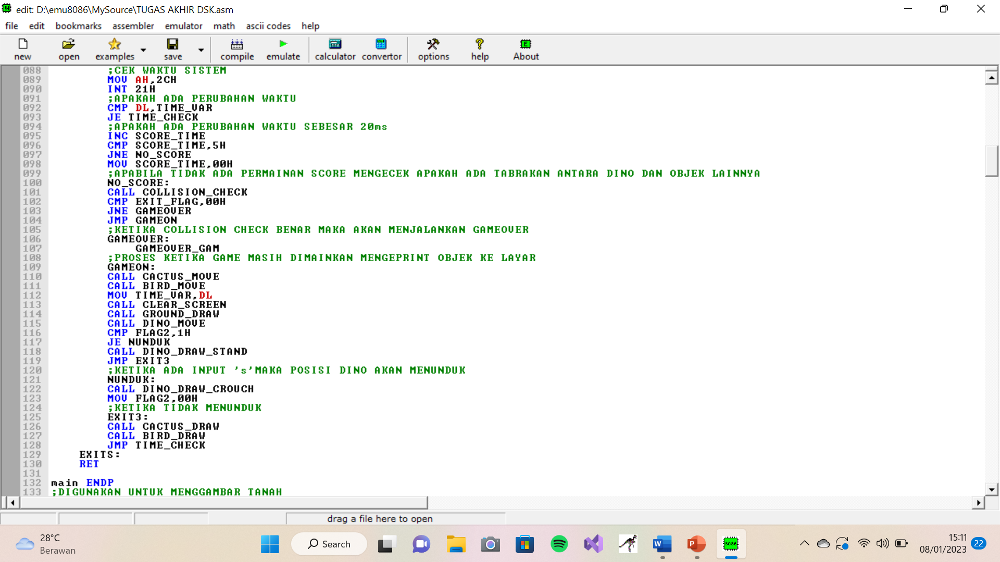 edit: D:\emu8086\MySource\TUGAS AKHIR DSK.asm
file edit bookmarks assembler emulator math ascii codes help
new open examples save compile emulate calculator convertor options help About
088 ;CEK WAKTU SISTEM
089 MOV AH,2CH
090 INT 21H
091 ;APAKAH ADA PERUBAHAN WAKTU
092 CMP DL,TIME_VAR
093 JE TIME_CHECK
094 ;APAKAH ADA PERUBAHAN WAKTU SEBESAR 20ms
095 INC SCORE_TIME
096 CMP SCORE_TIME,5H
097 JNE NO_SCORE
098 MOV SCORE_TIME,00H
099 ;APABILA TIDAK ADA PERMAINAN SCORE MENGECEK APAKAH ADA TABRAKAN ANTARA DINO DAN OBJEK LAINNYA
100 NO_SCORE:
101 CALL COLLISION_CHECK
102 CMP EXIT_FLAG,00H
103 JNE GAMEOVER
104 JMP GAMEON
105 ;KETIKA COLLISION CHECK BENAR MAKA AKAN MENJALANKAN GAMEOVER
106 GAMEOVER:
107 GAMEOVER_GAM
108 ;PROSES KETIKA GAME MASIH DIMAINKAN MENGEPRINT OBJEK KE LAYAR
109 GAMEON:
110 CALL CACTUS_MOVE
111 CALL BIRD_MOVE
112 MOV TIME_VAR,DL
113 CALL CLEAR_SCREEN
114 CALL GROUND_DRAW
115 CALL DINO_MOVE
116 CMP FLAG2,1H
117 JE NUNDUK
118 CALL DINO_DRAW_STAND
119 JMP EXIT3
120 ;KETIKA ADA INPUT 's'MAKA POSISI DINO AKAN MENUNDUK
121 NUNDUK:
122 CALL DINO_DRAW_CROUCH
123 MOV FLAG2,00H
124 ;KETIKA TIDAK MENUNDUK
125 EXIT3:
126 CALL CACTUS_DRAW
127 CALL BIRD_DRAW
128 JMP TIME_CHECK
129 EXITS:
130 RET
131
132 main ENDP
133 ;DIGUNAKAN UNTUK MENGGAMBAR TANAH
drag a file here to open
28°C
Berawan
Search
15:11
08/01/2023
22